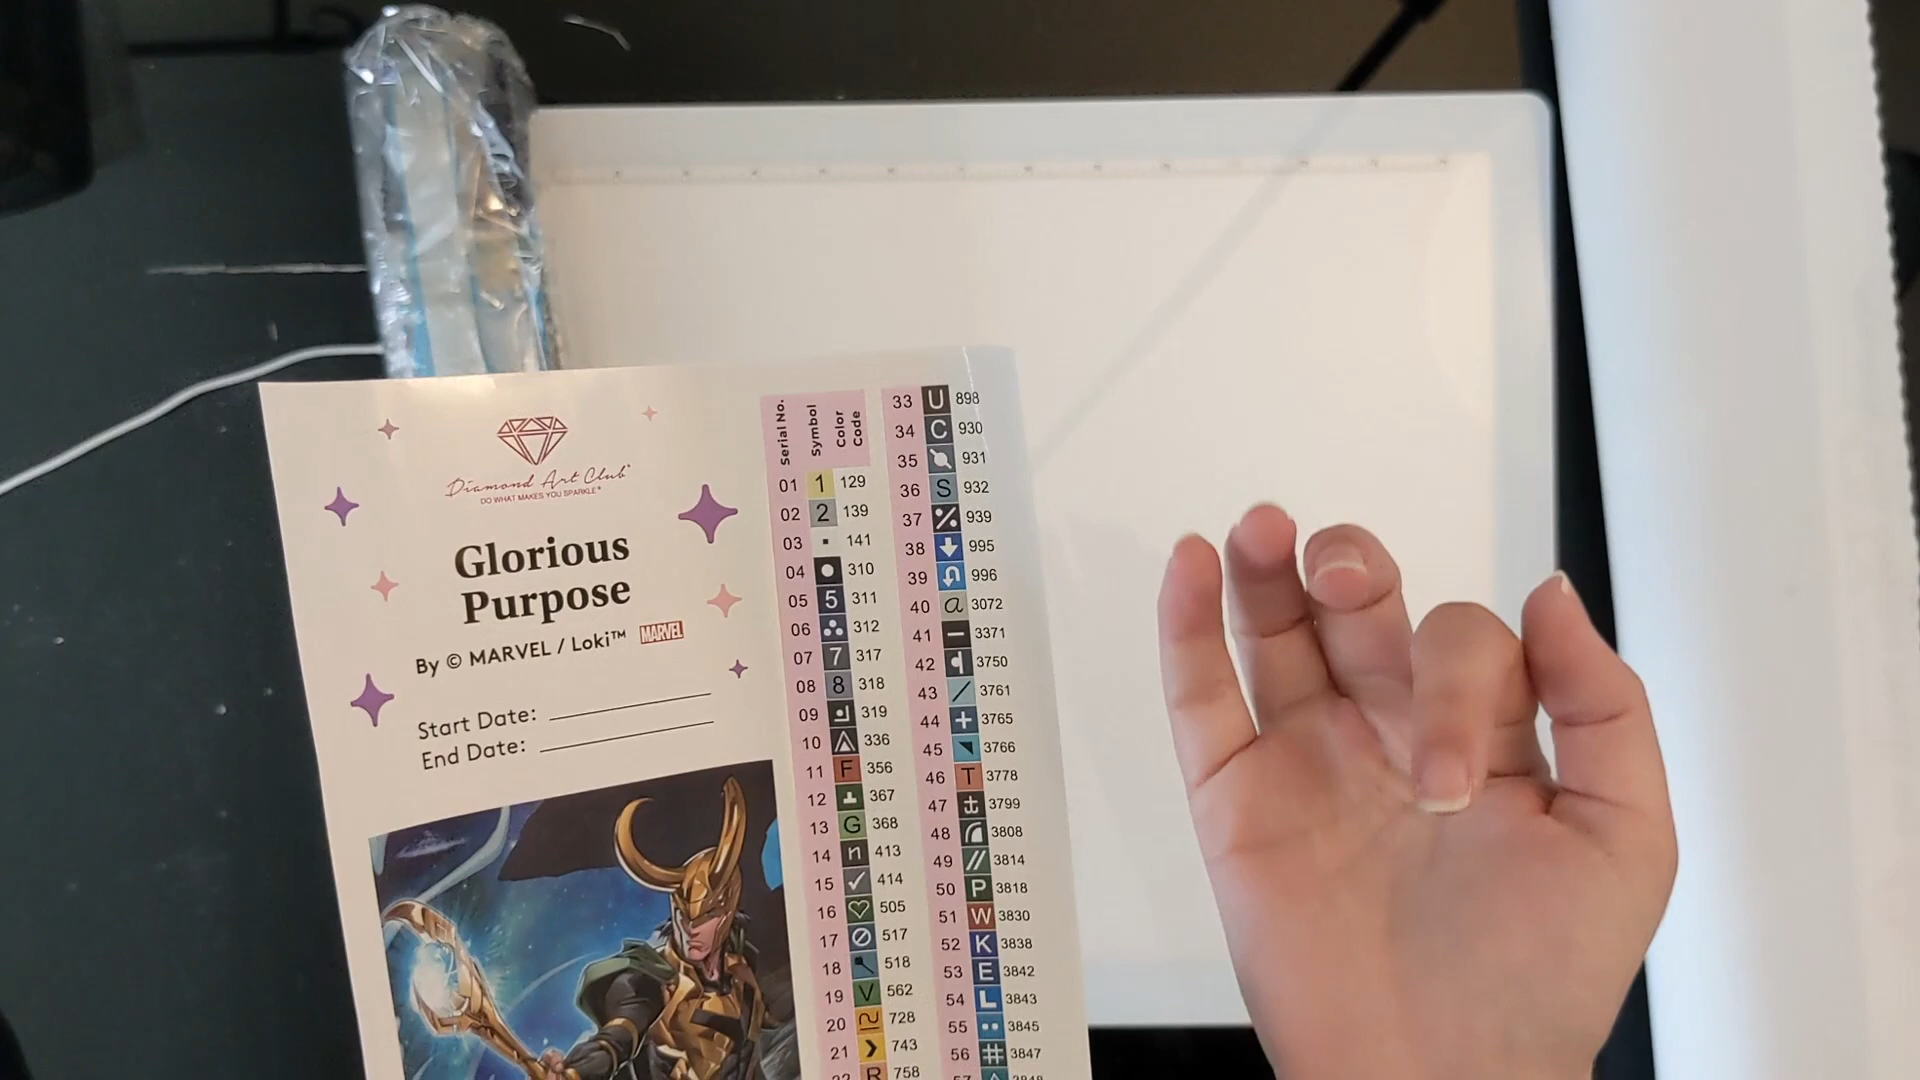 Diamond Art Club
DO WHAT MAKES YOU SPARKLE
Glorious
Purpose
By © MARVEL / Loki™ MARVEL
Start Date:
End Date:
Serial No. Symbol Color Code
01 1 129
02 2 139
03 141
04 310
05 5 311
06 312
07 7 317
08 8 318
09 319
10 336
11 F 356
12 367
13 G 368
14 n 413
15 ✓ 414
16 ♡ 505
17 517
18 518
19 V 562
20 728
21 743
R 758
33 U 898
34 C 930
35 931
36 S 932
37 % 939
38 995
39 996
40 a 3072
41 – 3371
42 3750
43 / 3761
44 + 3765
45 3766
46 T 3778
47 3799
48 3808
49 // 3814
50 P 3818
51 W 3830
52 K 3838
53 E 3842
54 L 3843
55 3845
56 # 3847
57